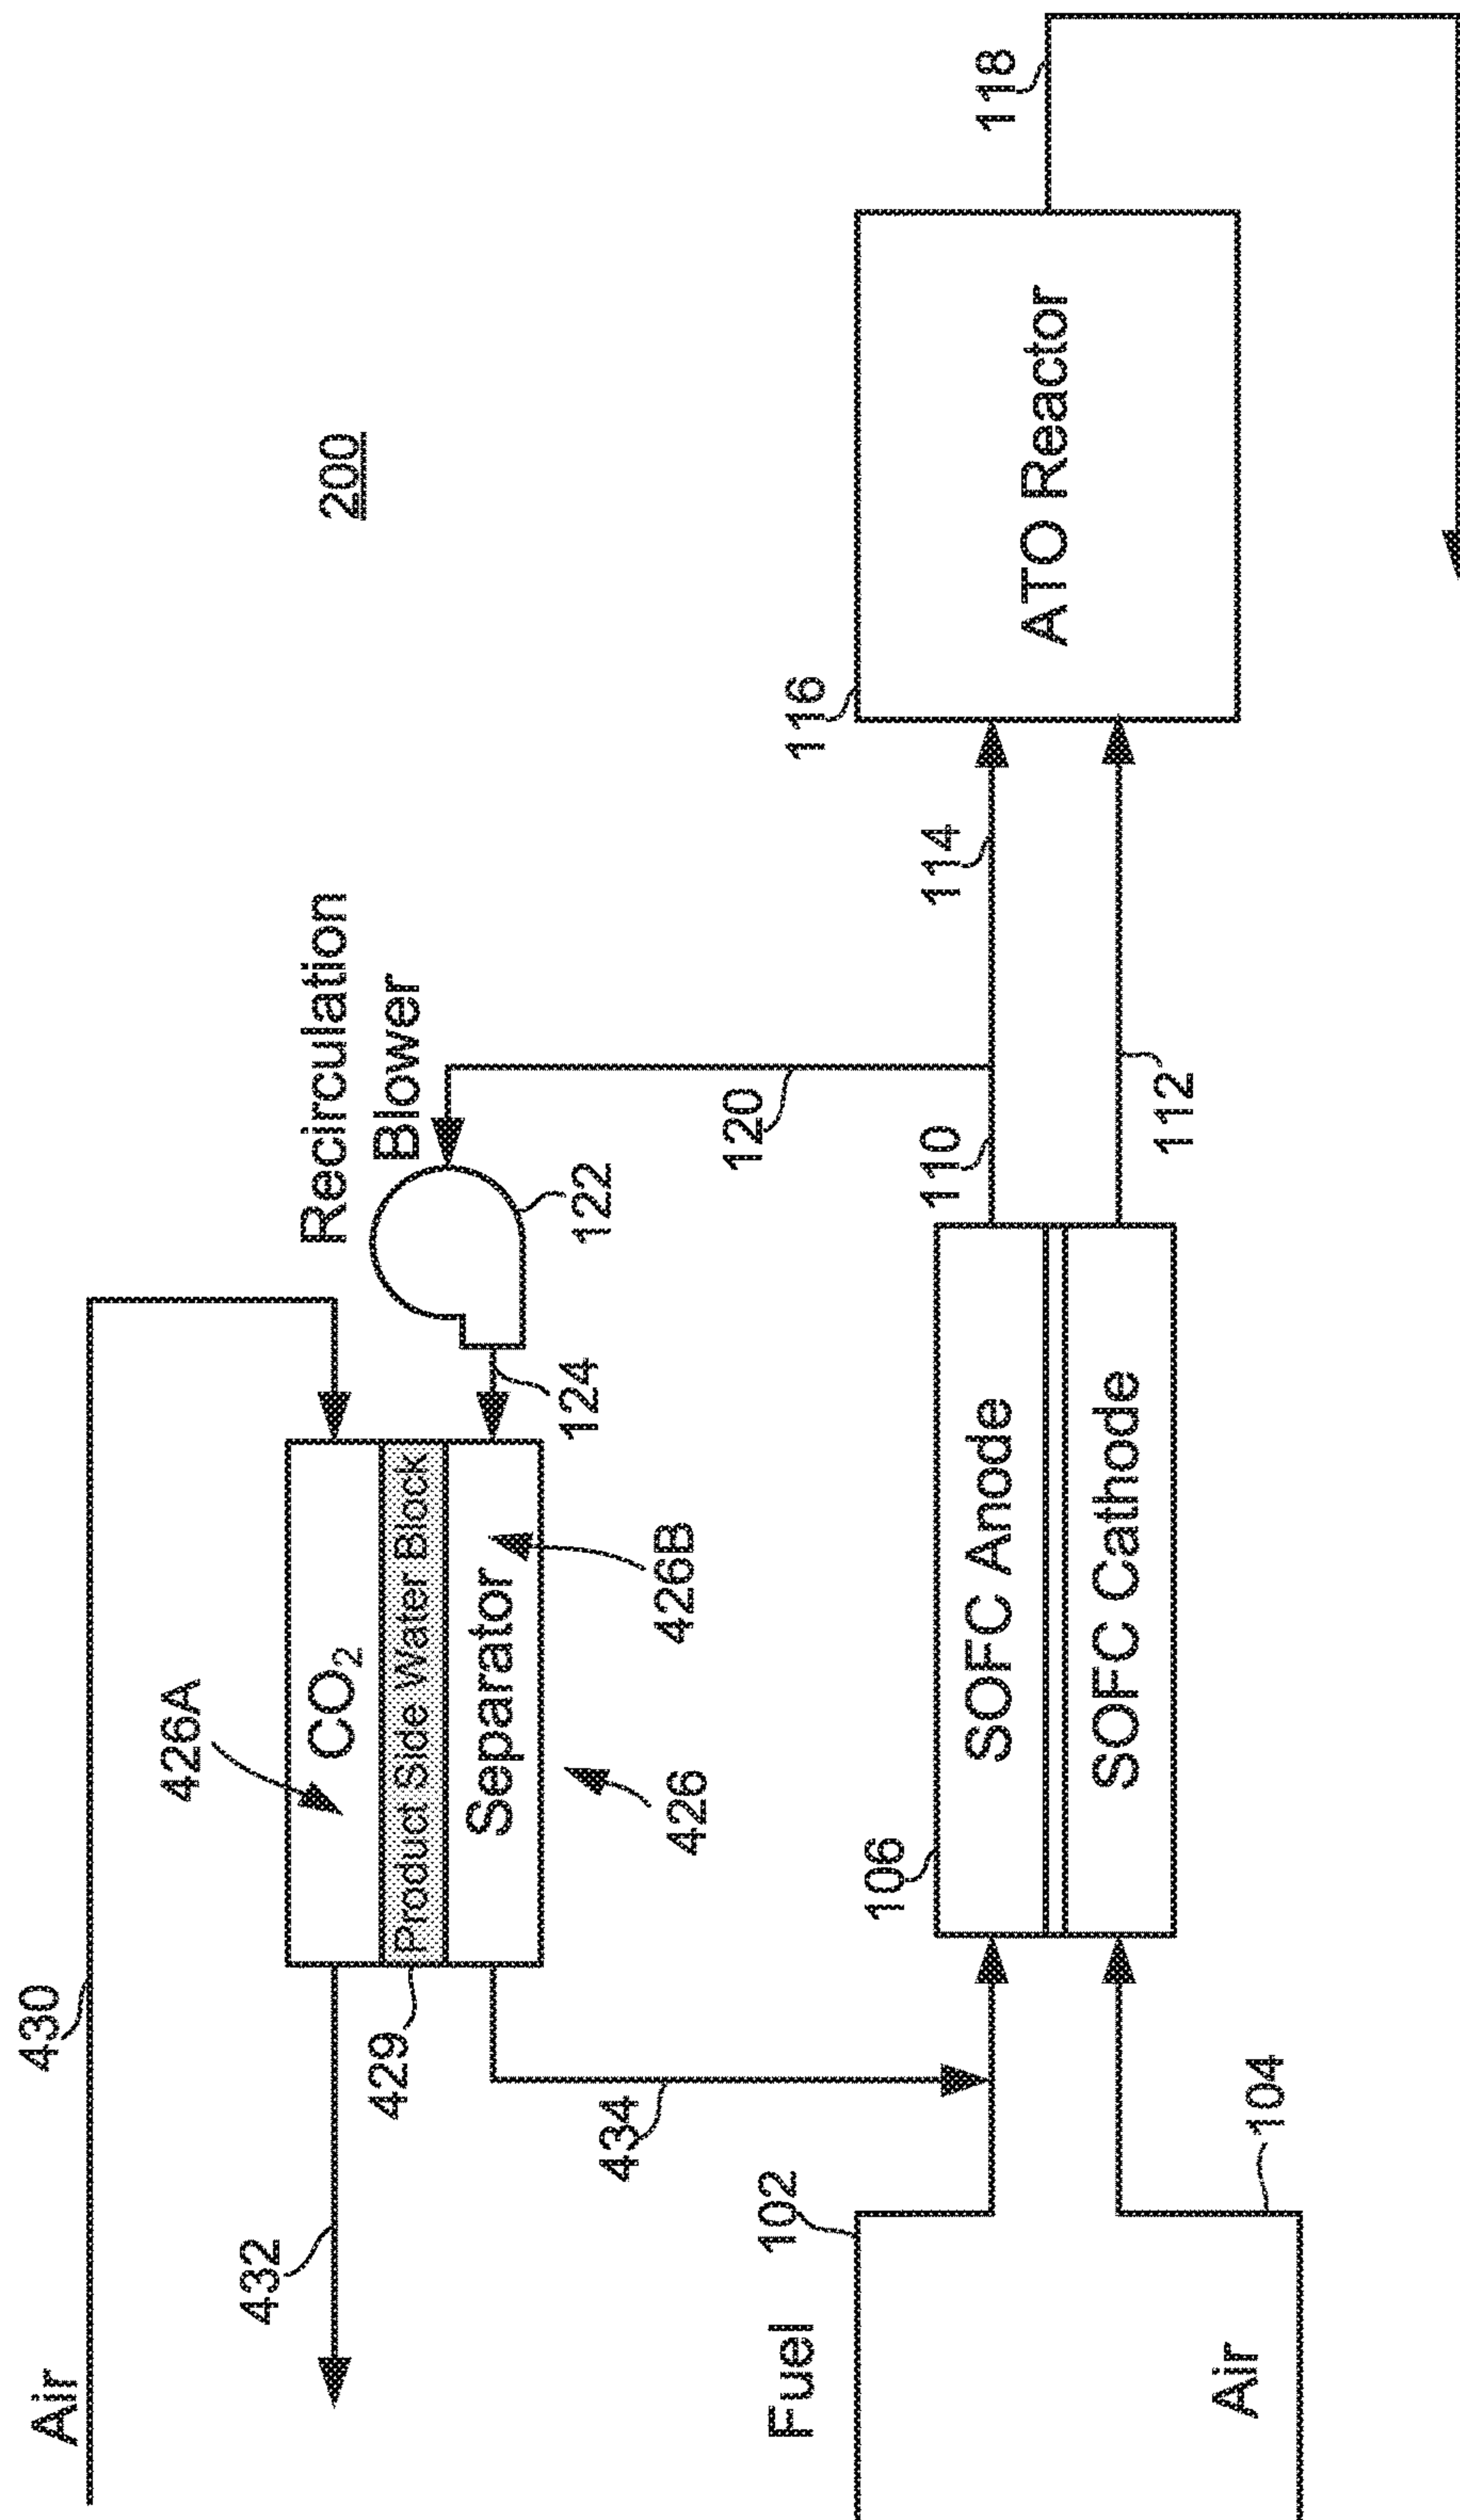 200
Air
430
432
426A
CO2
Product Side Water Block
Separator
429
426B
426
434
124
122
Recirculation
Blower
120
Fuel
102
Air
104
106
SOFC Anode
SOFC Cathode
110
112
114
116
ATO Reactor
118